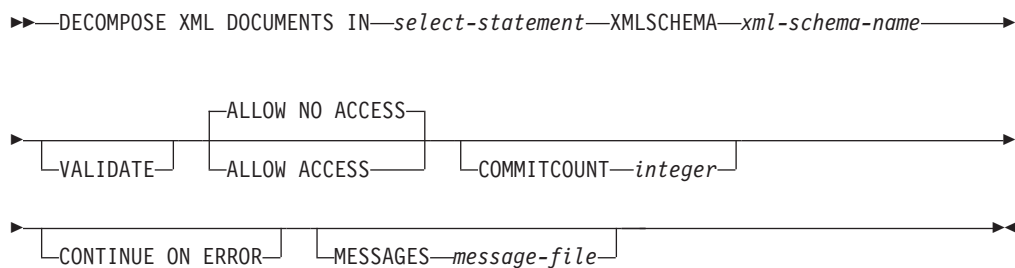 DECOMPOSE XML DOCUMENTS IN select-statement XMLSCHEMA xml-schema-name
ALLOW NO ACCESS
VALIDATE ALLOW ACCESS COMMITCOUNT integer
CONTINUE ON ERROR MESSAGES message-file